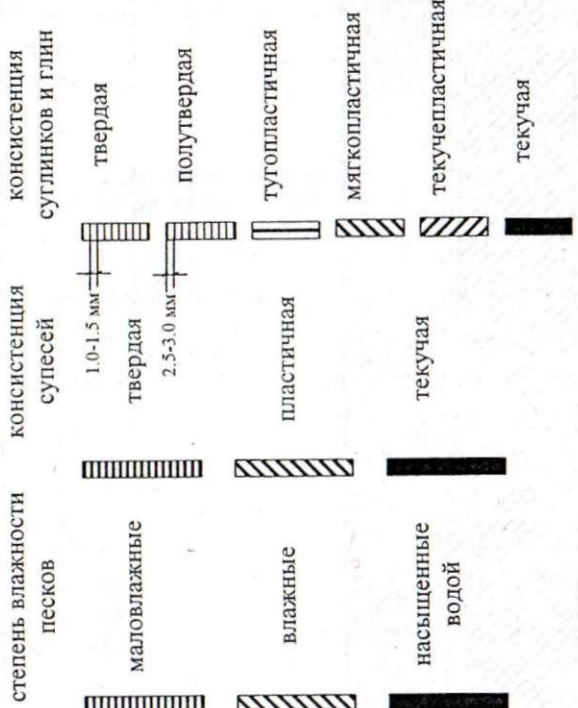 степень влажности
песков
маловлажные
влажные
насыщенные
водой
консистенция
супесей
твердая
пластичная
текучая
консистенция
суглинков и глин
1.0-1.5 мм
твердая
2.5-3.0 мм
полутвердая
тугопластичная
мягкопластичная
текучепластичная
текучая